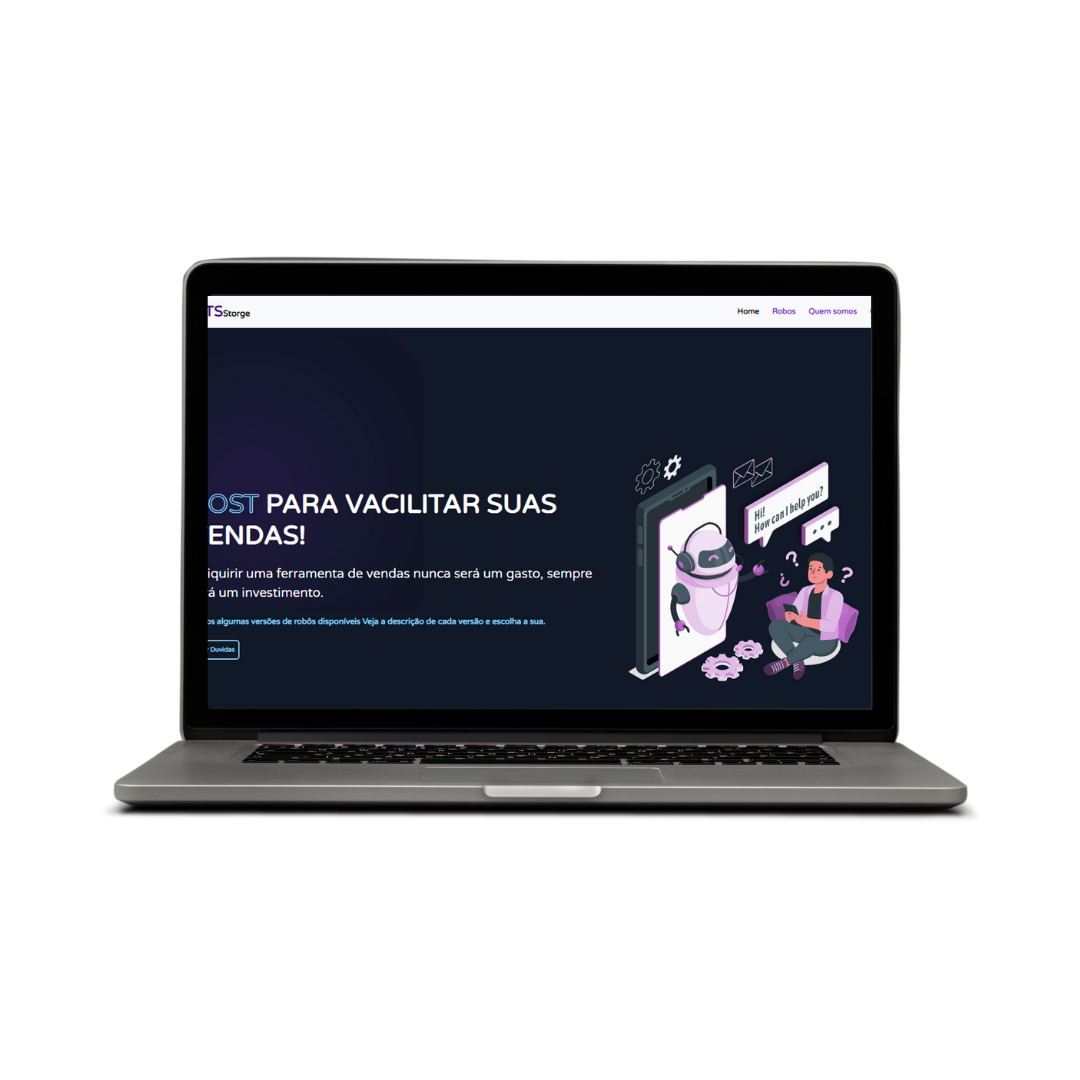 TSStorge
Home Robos Quem somos
OST PARA VACILITAR SUAS
ENDAS!
iquirir uma ferramenta de vendas nunca será um gasto, sempre
rá um investimento.
os algumas versões de robôs disponíveis Veja a descrição de cada versão e escolha a sua.
r Duvidas
Hi!
How can I help you?